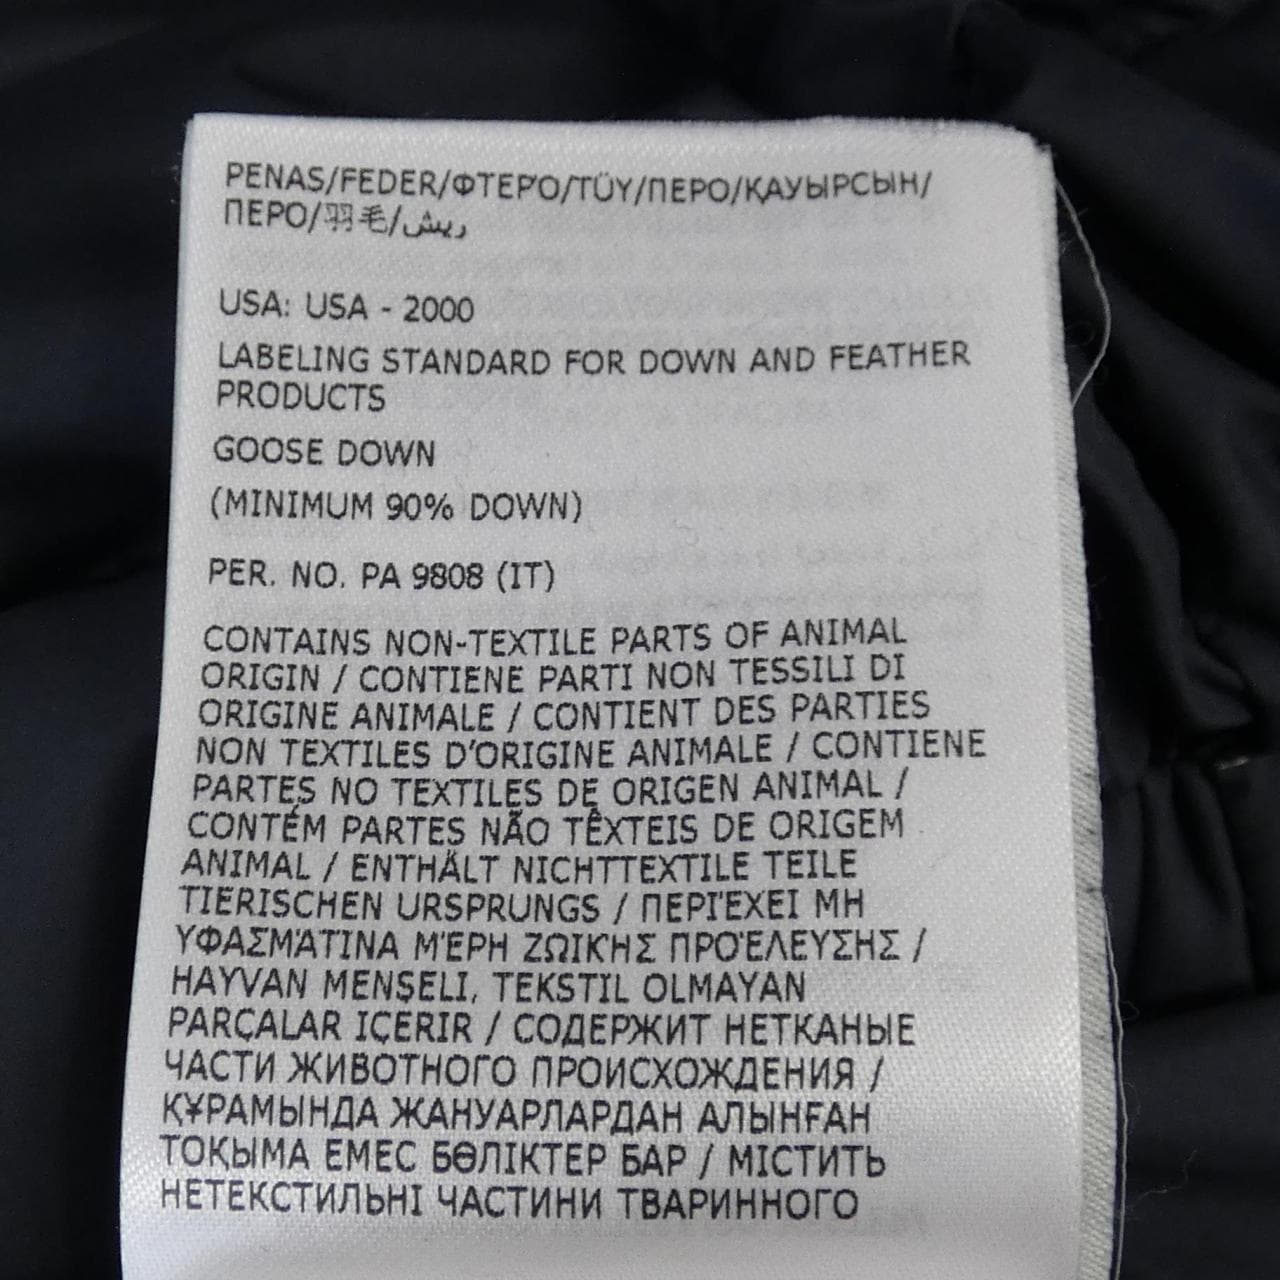 PENAS/FEDER/ΦΤΕΡΌ/TÜY/ПЕРО/ҚАУЫРСЫН/
ПЕРО/羽毛/ريش
USA: USA - 2000
LABELING STANDARD FOR DOWN AND FEATHER
PRODUCTS
GOOSE DOWN
(MINIMUM 90% DOWN)
PER. NO. PA 9808 (IT)
CONTAINS NON-TEXTILE PARTS OF ANIMAL
ORIGIN / CONTIENE PARTI NON TESSILI DI
ORIGINE ANIMALE / CONTIENT DES PARTIES
NON TEXTILES D'ORIGINE ANIMALE / CONTIENE
PARTES NO TEXTILES DE ORIGEN ANIMAL /
CONTÉM PARTES NÃO TÊXTEIS DE ORIGEM
ANIMAL / ENTHÄLT NICHTTEXTILE TEILE
TIERISCHEN URSPRUNGS / ΠΕΡΙΈΧΕΙ ΜΗ
ΥΦΑΣΜΆΤΙΝΑ ΜΈΡΗ ΖΩΙΚΗΣ ΠΡΟΈΛΕΥΣΗΣ /
HAYVAN MENŞELI, TEKSTİL OLMAYAN
PARÇALAR IÇERIR / СОДЕРЖИТ НЕТКАНЫЕ
ЧАСТИ ЖИВОТНОГО ПРОИСХОЖДЕНИЯ /
ҚҰРАМЫНДА ЖАНУАРЛАРДАН АЛЫНҒАН
ТОҚЫМА ЕМЕС БӨЛІКТЕР БАР / МІСТИТЬ
НЕТЕКСТИЛЬНІ ЧАСТИНИ ТВАРИННОГО